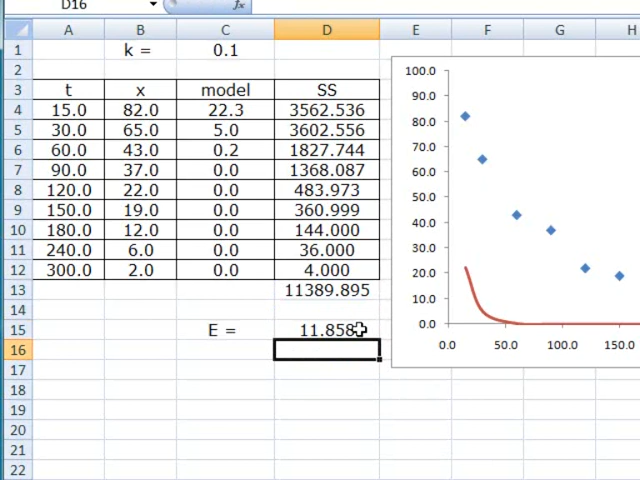 D16 fx
A B C D E F G H
1 k = 0.1
2
3 t x model SS
4 15.0 82.0 22.3 3562.536
5 30.0 65.0 5.0 3602.556
6 60.0 43.0 0.2 1827.744
7 90.0 37.0 0.0 1368.087
8 120.0 22.0 0.0 483.973
9 150.0 19.0 0.0 360.999
10 180.0 12.0 0.0 144.000
11 240.0 6.0 0.0 36.000
12 300.0 2.0 0.0 4.000
13 11389.895
14
15 E = 11.858
16
17
18
19
20
21
22
100.0
90.0
80.0
70.0
60.0
50.0
40.0
30.0
20.0
10.0
0.0
0.0 50.0 100.0 150.0